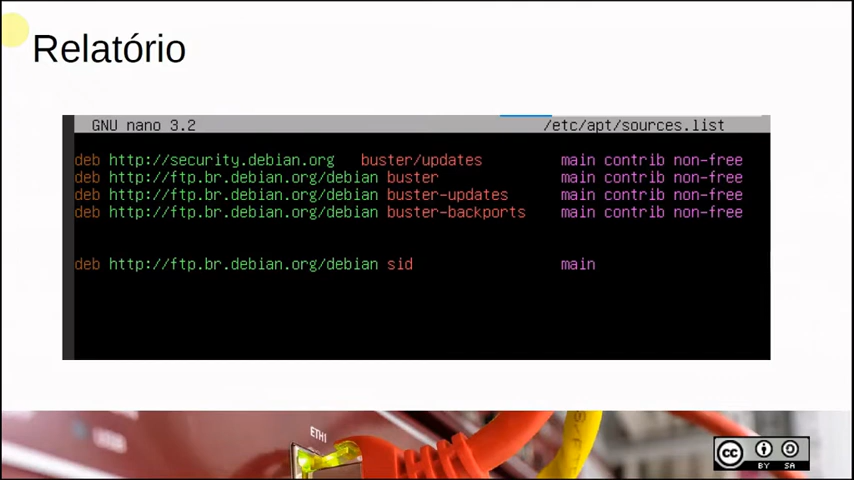 Relatório
GNU nano 3.2 /etc/apt/sources.list
deb http://security.debian.org buster/updates main contrib non-free
deb http://ftp.br.debian.org/debian buster main contrib non-free
deb http://ftp.br.debian.org/debian buster-updates main contrib non-free
deb http://ftp.br.debian.org/debian buster-backports main contrib non-free
deb http://ftp.br.debian.org/debian sid main
ETH1
cc
BY SA